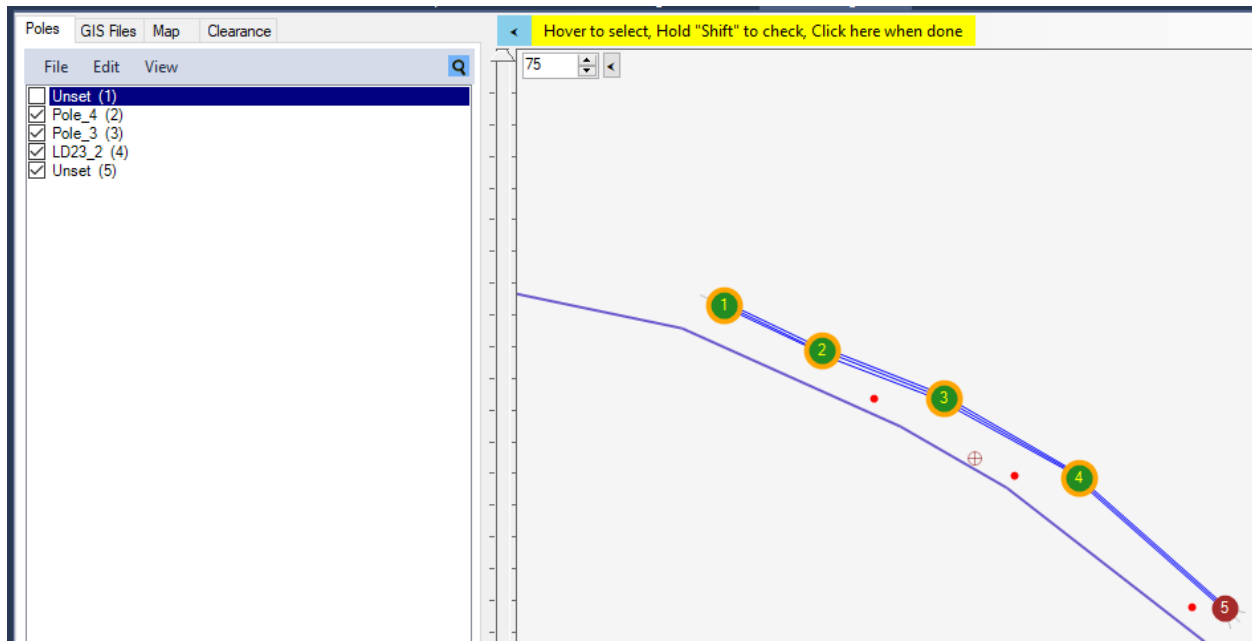 Poles GIS Files Map Clearance
< Hover to select, Hold "Shift" to check, Click here when done
File Edit View
75 <
Unset (1)
Pole_4 (2)
Pole_3 (3)
LD23_2 (4)
Unset (5)
1
2
3
4
5